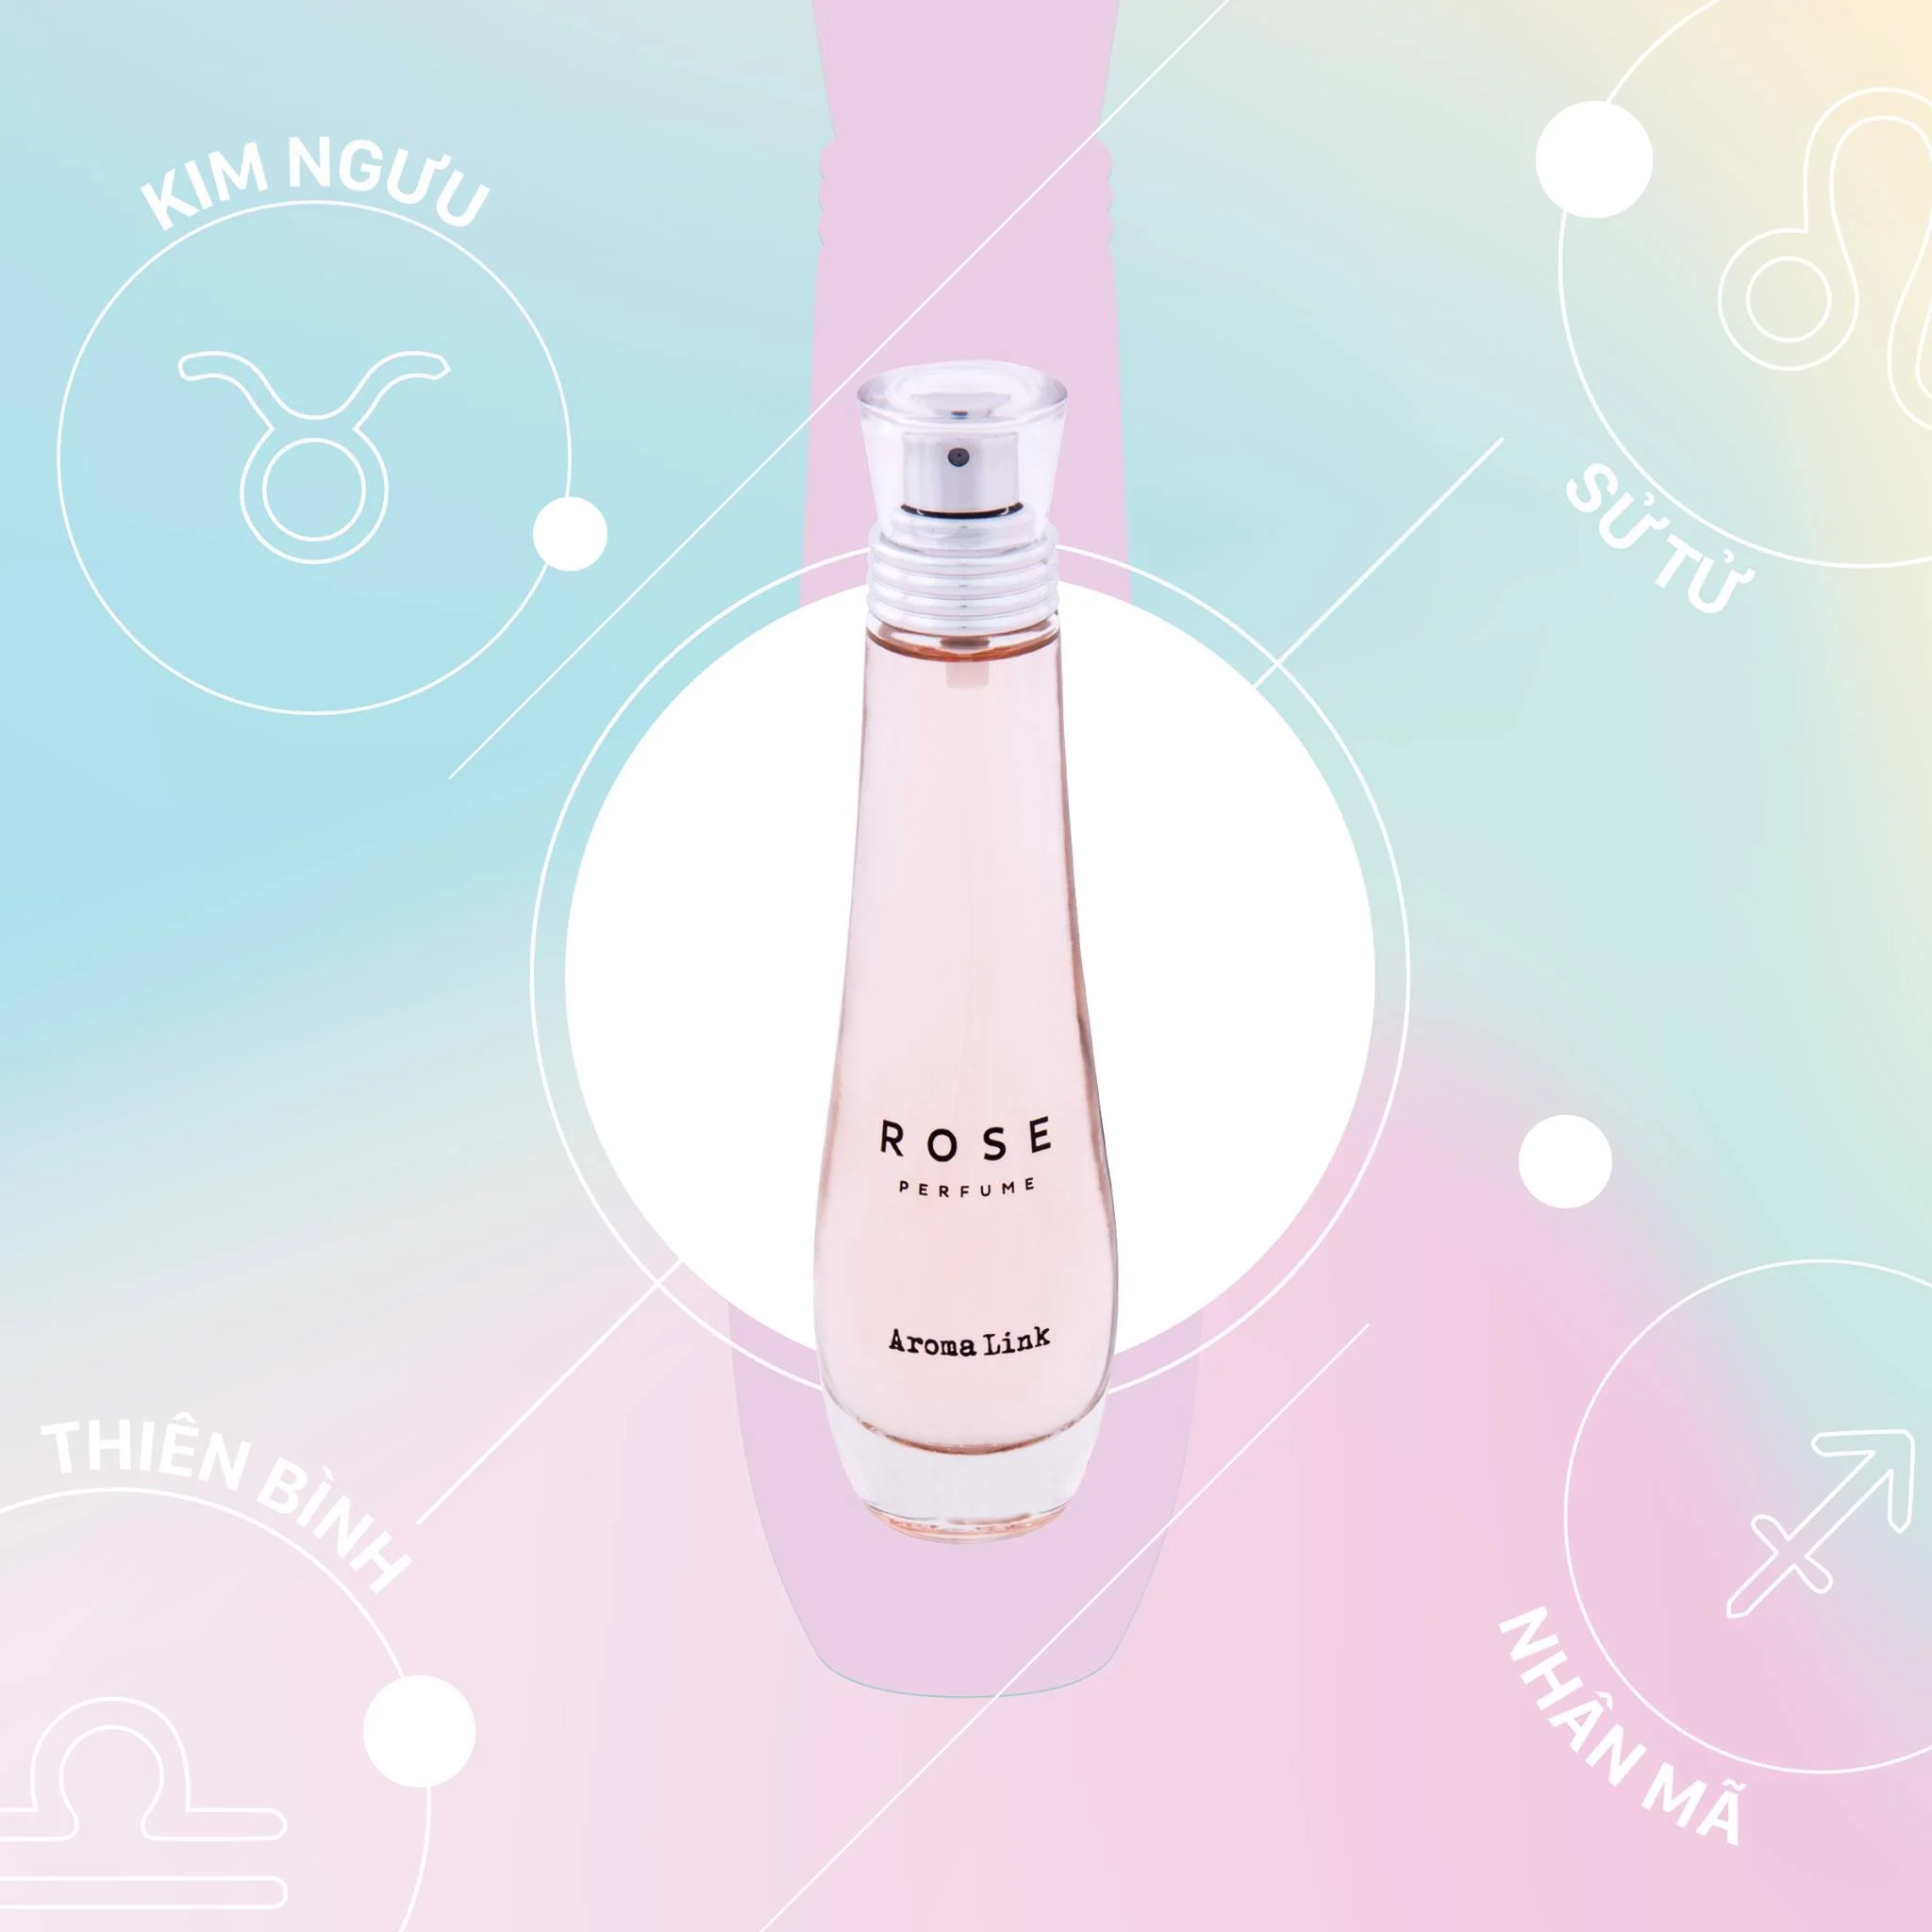 KIM NGƯU
SƯ TỬ
ROSE
PERFUME
Aroma Link
THIÊN BÌNH
NHÂN MÃ